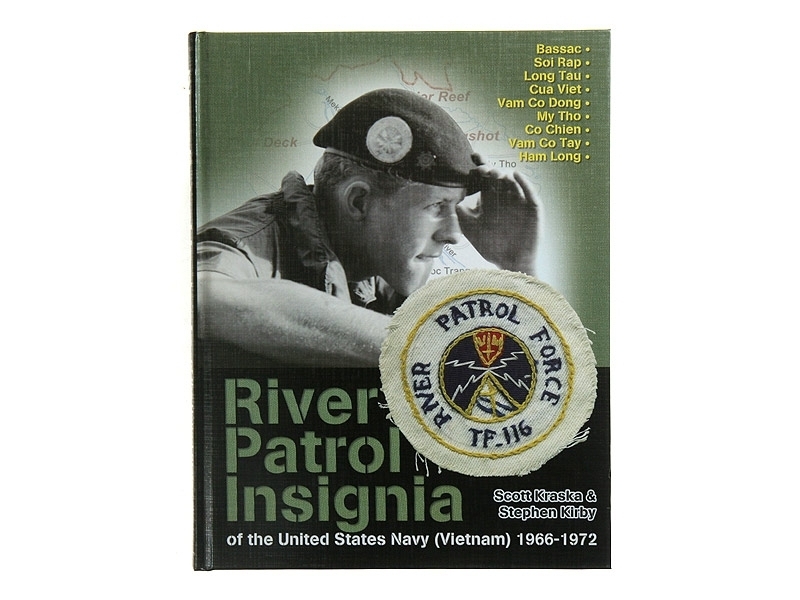 Bassac •
Soi Rap •
Long Tau •
Cua Viet •
Vam Co Dong •
My Tho •
Co Chien •
Vam Co Tay •
Ham Long •
Reef
Deck
Tho
RIVER PATROL FORCE
TF-116
River
Patrol
Insignia
Scott Kraska &
Stephen Kirby
of the United States Navy (Vietnam) 1966-1972